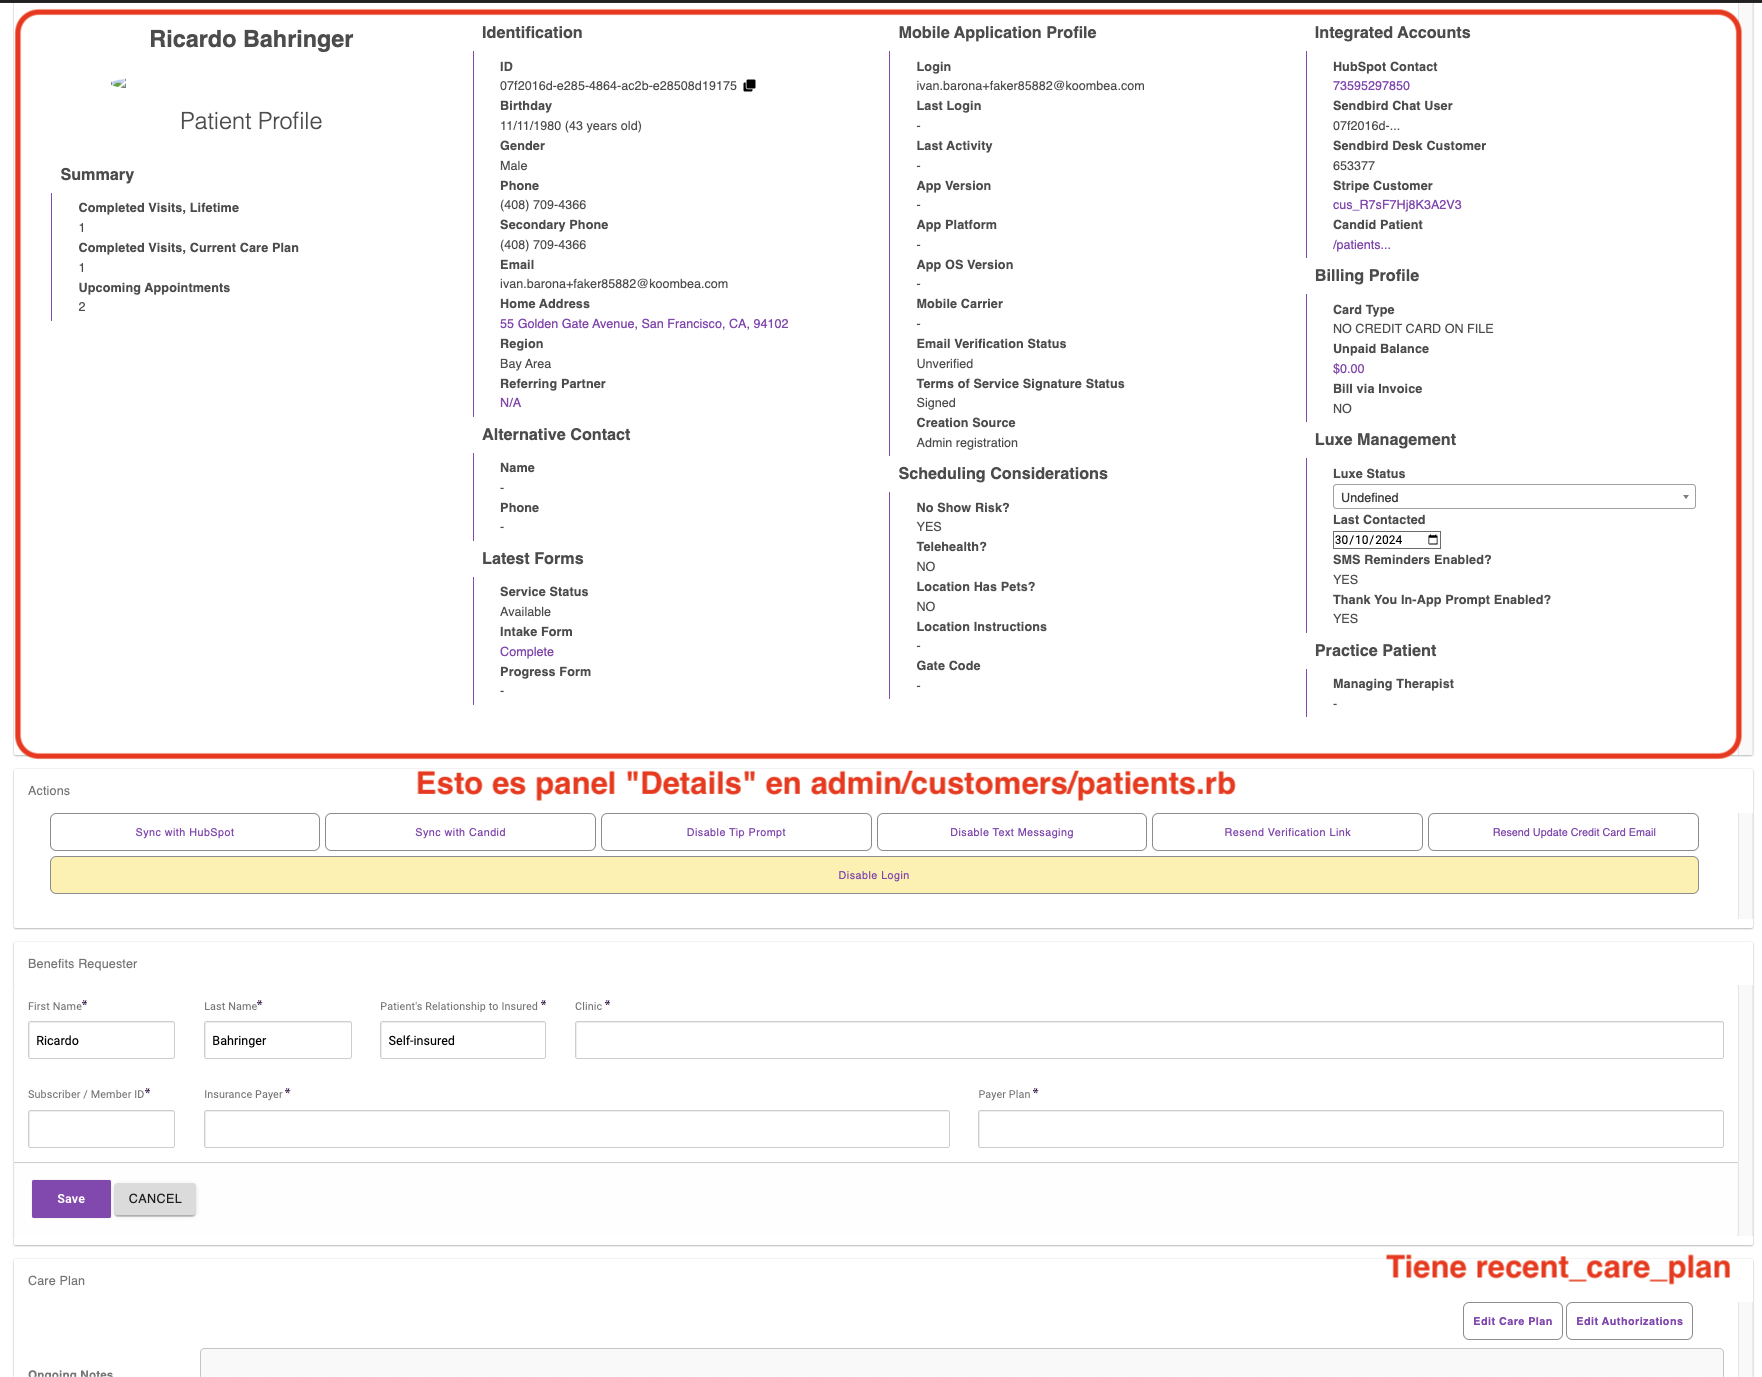 Ricardo Bahringer
Patient Profile
Summary
Completed Visits, Lifetime
1
Completed Visits, Current Care Plan
1
Upcoming Appointments
2
Identification
ID
07f2016d-e285-4864-ac2b-e28508d19175
Birthday
11/11/1980 (43 years old)
Gender
Male
Phone
(408) 709-4366
Secondary Phone
(408) 709-4366
Email
ivan.barona+faker85882@koombea.com
Home Address
55 Golden Gate Avenue, San Francisco, CA, 94102
Region
Bay Area
Referring Partner
N/A
Alternative Contact
Name
-
Phone
-
Latest Forms
Service Status
Available
Intake Form
Complete
Progress Form
-
Mobile Application Profile
Login
ivan.barona+faker85882@koombea.com
Last Login
-
Last Activity
-
App Version
-
App Platform
-
App OS Version
-
Mobile Carrier
-
Email Verification Status
Unverified
Terms of Service Signature Status
Signed
Creation Source
Admin registration
Scheduling Considerations
No Show Risk?
YES
Telehealth?
NO
Location Has Pets?
NO
Location Instructions
-
Gate Code
-
Integrated Accounts
HubSpot Contact
73595297850
Sendbird Chat User
07f2016d-...
Sendbird Desk Customer
653377
Stripe Customer
cus_R7sF7Hj8K3A2V3
Candid Patient
/patients...
Billing Profile
Card Type
NO CREDIT CARD ON FILE
Unpaid Balance
$0.00
Bill via Invoice
NO
Luxe Management
Luxe Status
Undefined
Last Contacted
30/10/2024
SMS Reminders Enabled?
YES
Thank You In-App Prompt Enabled?
YES
Practice Patient
Managing Therapist
-
Esto es panel "Details" en admin/customers/patients.rb
Actions
Sync with HubSpot
Sync with Candid
Disable Tip Prompt
Disable Text Messaging
Resend Verification Link
Resend Update Credit Card Email
Disable Login
Benefits Requester
First Name* Last Name* Patient's Relationship to Insured * Clinic *
Ricardo Bahringer Self-insured
Subscriber / Member ID* Insurance Payer * Payer Plan *
Save CANCEL
Tiene recent_care_plan
Care Plan
Edit Care Plan Edit Authorizations
Ongoing Notes